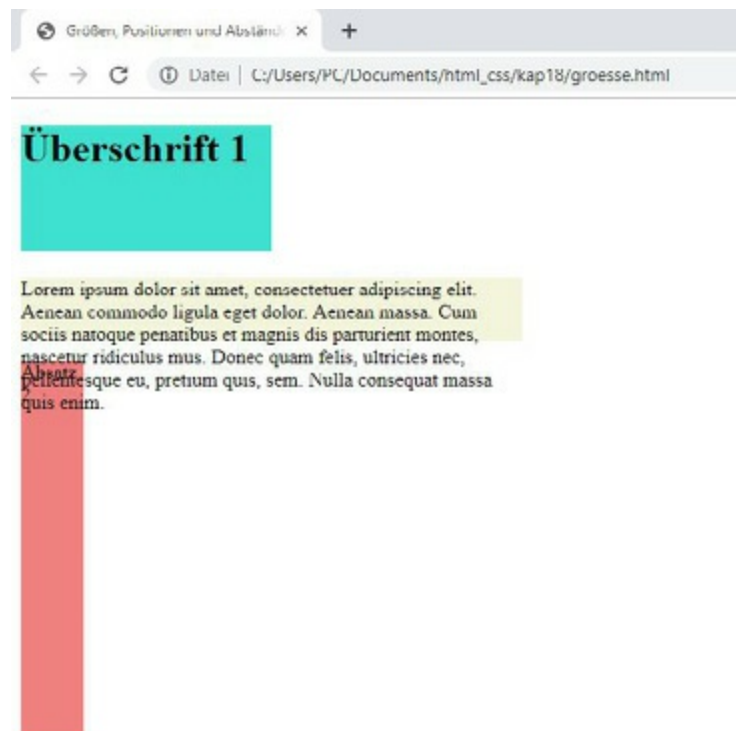 Größen, Positionen und Abständ
Datei | C:/Users/PC/Documents/html_css/kap18/groesse.html
Überschrift 1
Lorem ipsum dolor sit amet, consectetuer adipiscing elit.
Aenean commodo ligula eget dolor. Aenean massa. Cum
sociis natoque penatibus et magnis dis parturient montes,
nascetur ridiculus mus. Donec quam felis, ultricies nec,
Absatz
pellentesque eu, pretium quis, sem. Nulla consequat massa
quis enim.